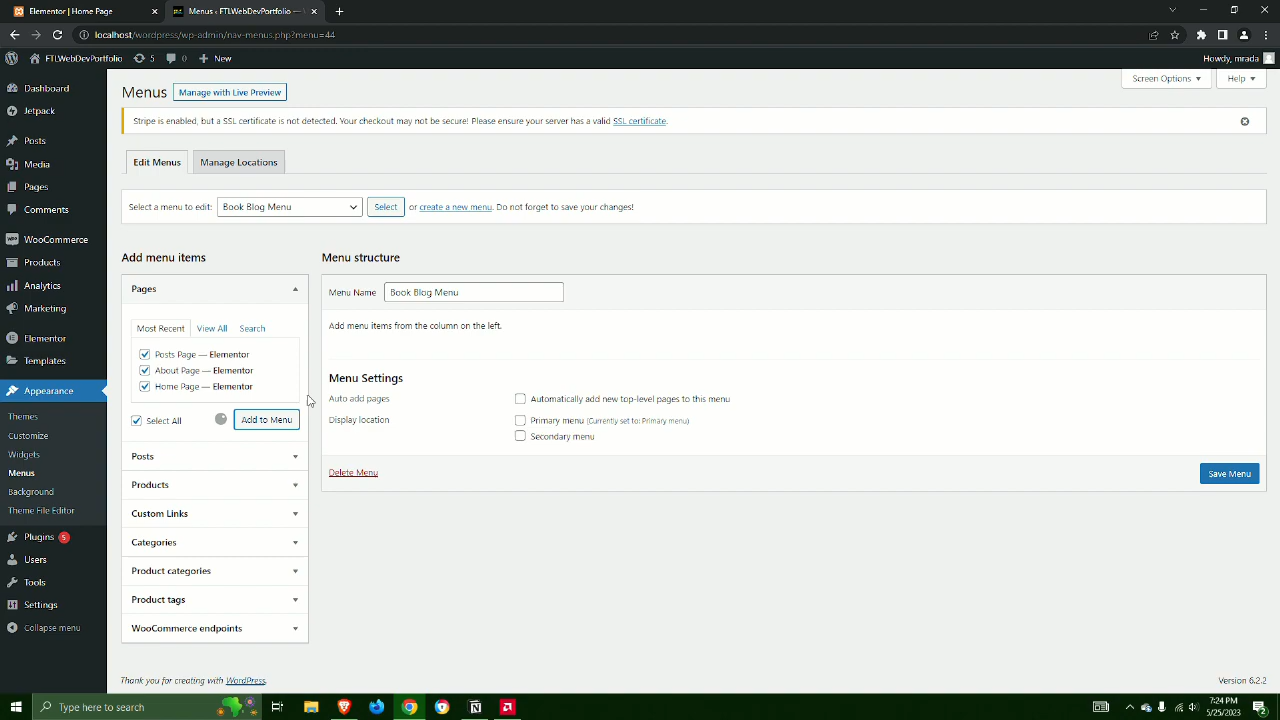 Elementor | Home Page
Menus ‹ FTLWebDevPortfolio —
localhost/wordpress/wp-admin/nav-menus.php?menu=44
FTLWebDevPortfolio
5
0
New
Howdy, mrada
Dashboard
Jetpack
Posts
Media
Pages
Comments
WooCommerce
Products
Analytics
Marketing
Elementor
Templates
Appearance
Themes
Customize
Widgets
Menus
Background
Theme File Editor
Plugins 5
Users
Tools
Settings
Collapse menu
Screen Options
Help
Menus
Manage with Live Preview
Stripe is enabled, but a SSL certificate is not detected. Your checkout may not be secure! Please ensure your server has a valid SSL certificate.
Edit Menus
Manage Locations
Select a menu to edit: Book Blog Menu Select or create a new menu. Do not forget to save your changes!
Add menu items
Pages
Most Recent View All Search
Posts Page — Elementor
About Page — Elementor
Home Page — Elementor
Select All
Add to Menu
Posts
Products
Custom Links
Categories
Product categories
Product tags
WooCommerce endpoints
Menu structure
Menu Name Book Blog Menu
Add menu items from the column on the left.
Menu Settings
Auto add pages
Automatically add new top-level pages to this menu
Display location
Primary menu (Currently set to: Primary menu)
Secondary menu
Delete Menu
Save Menu
Thank you for creating with WordPress.
Version 6.2.2
Type here to search
7:24 PM
5/25/2023
2